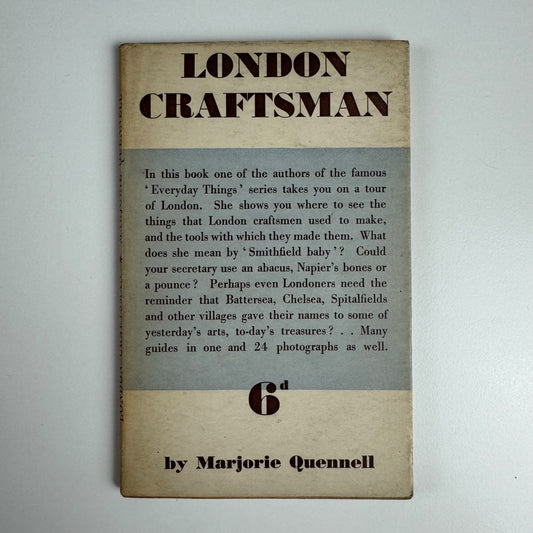 LONDON
CRAFTSMAN
In this book one of the authors of the famous
‘Everyday Things’ series takes you on a tour
of London. She shows you where to see the
things that London craftsmen used to make,
and the tools with which they made them. What
does she mean by ‘Smithfield baby’? Could
your secretary use an abacus, Napier's bones or
a pounce? Perhaps even Londoners need the
reminder that Battersea, Chelsea, Spitalfields
and other villages gave their names to some of
yesterday's arts, to-day's treasures? . . Many
guides in one and 24 photographs as well.
6d
by Marjorie Quennell
LONDON CRAFTSMAN
MARJORIE QUENNELL